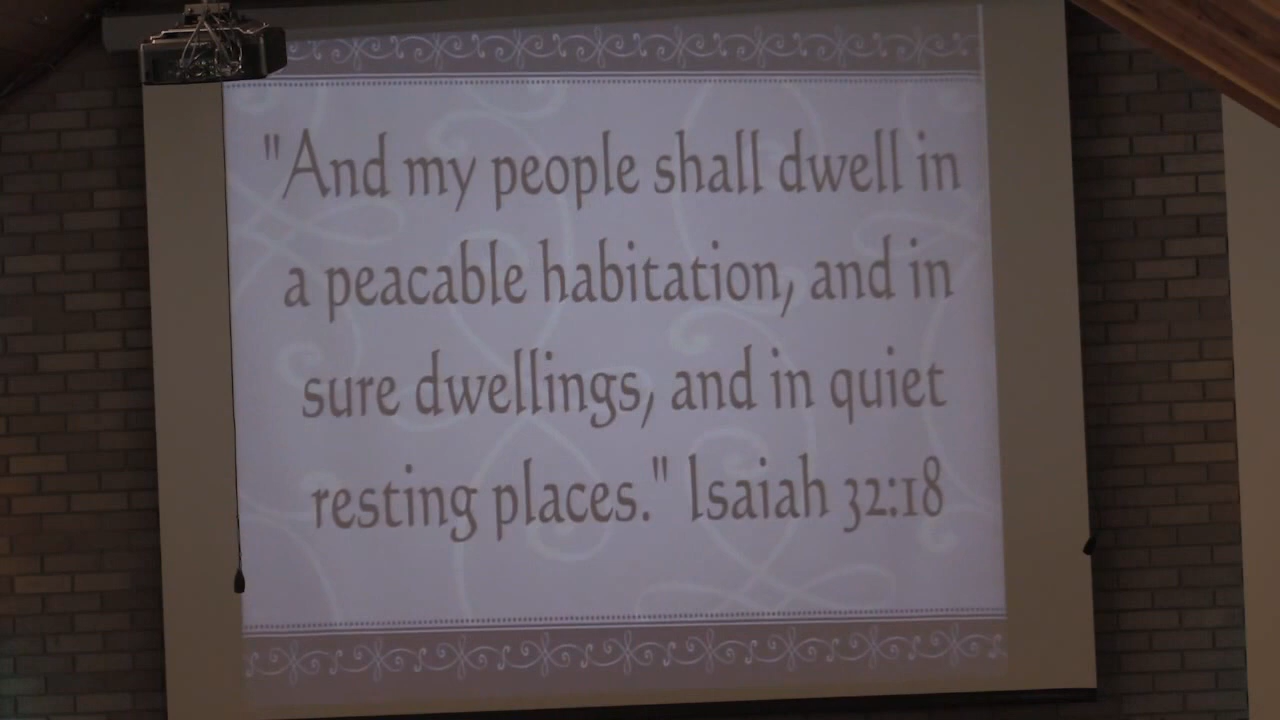 "And my people shall dwell in
a peacable habitation, and in
sure dwellings, and in quiet
resting places." Isaiah 32:18